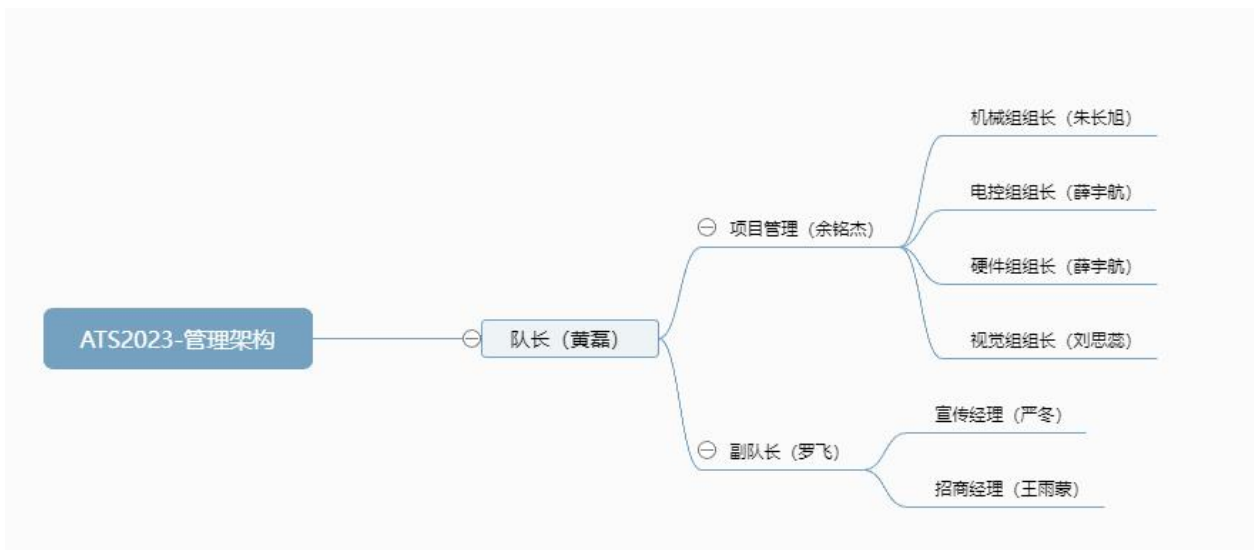 ATS2023-管理架构
队长（黄磊）
项目管理（余铭杰）
机械组组长（朱长旭）
电控组组长（薛宇航）
硬件组组长（薛宇航）
视觉组组长（刘思蕊）
副队长（罗飞）
宣传经理（严冬）
招商经理（王雨蒙）